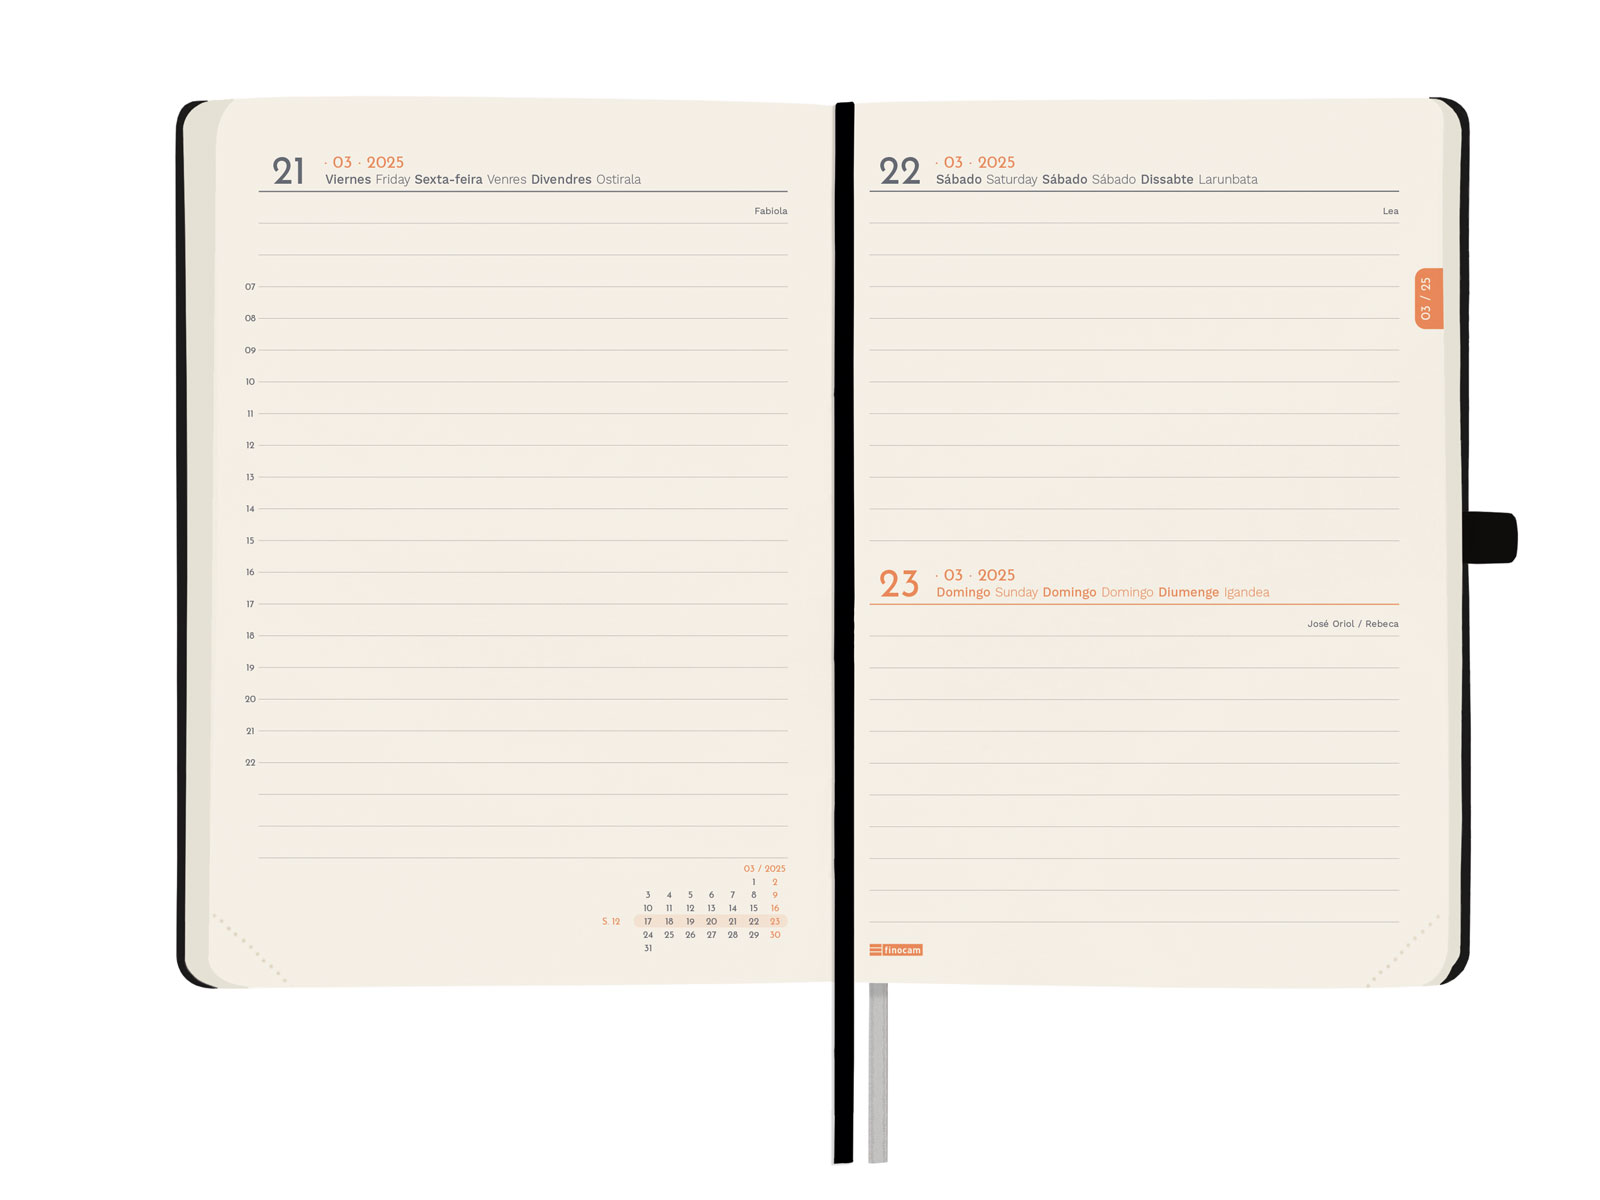 21 · 03 · 2025
Viernes Friday Sexta-feira Venres Divendres Ostirala
Fabiola
07
08
09
10
11
12
13
14
15
16
17
18
19
20
21
22
03 / 2025
1 2
3 4 5 6 7 8 9
10 11 12 13 14 15 16
S. 12 17 18 19 20 21 22 23
24 25 26 27 28 29 30
31
22 · 03 · 2025
Sábado Saturday Sábado Sábado Dissabte Larunbata
Lea
03 / 25
23 · 03 · 2025
Domingo Sunday Domingo Domingo Diumenge Igandea
José Oriol / Rebeca
finocam